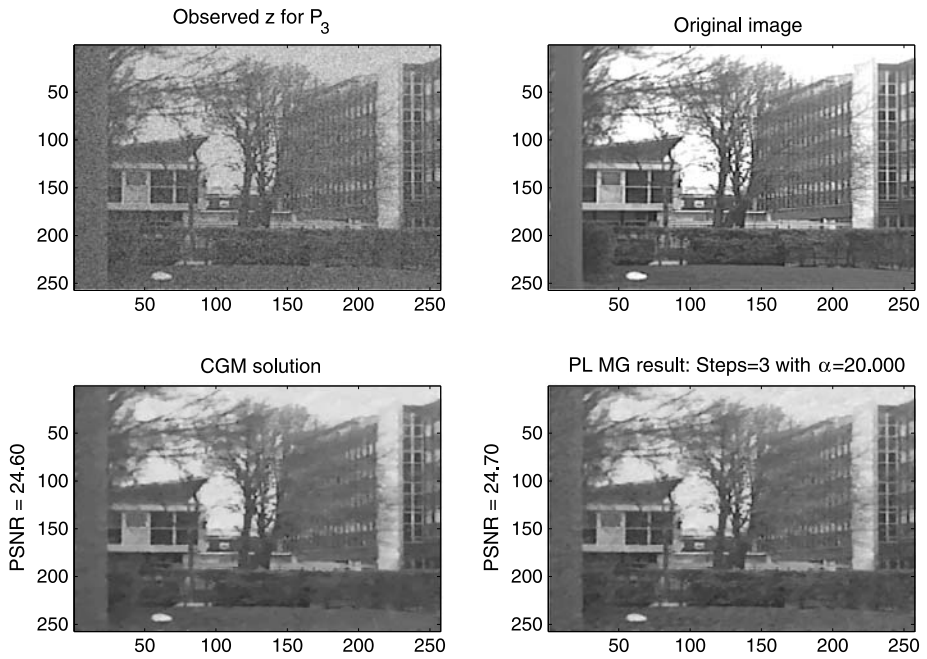 Observed z for P3
50
100
150
200
250
50 100 150 200 250
Original image
50
100
150
200
250
50 100 150 200 250
CGM solution
PSNR = 24.60
50
100
150
200
250
50 100 150 200 250
PL MG result: Steps=3 with α=20.000
PSNR = 24.70
50
100
150
200
250
50 100 150 200 250